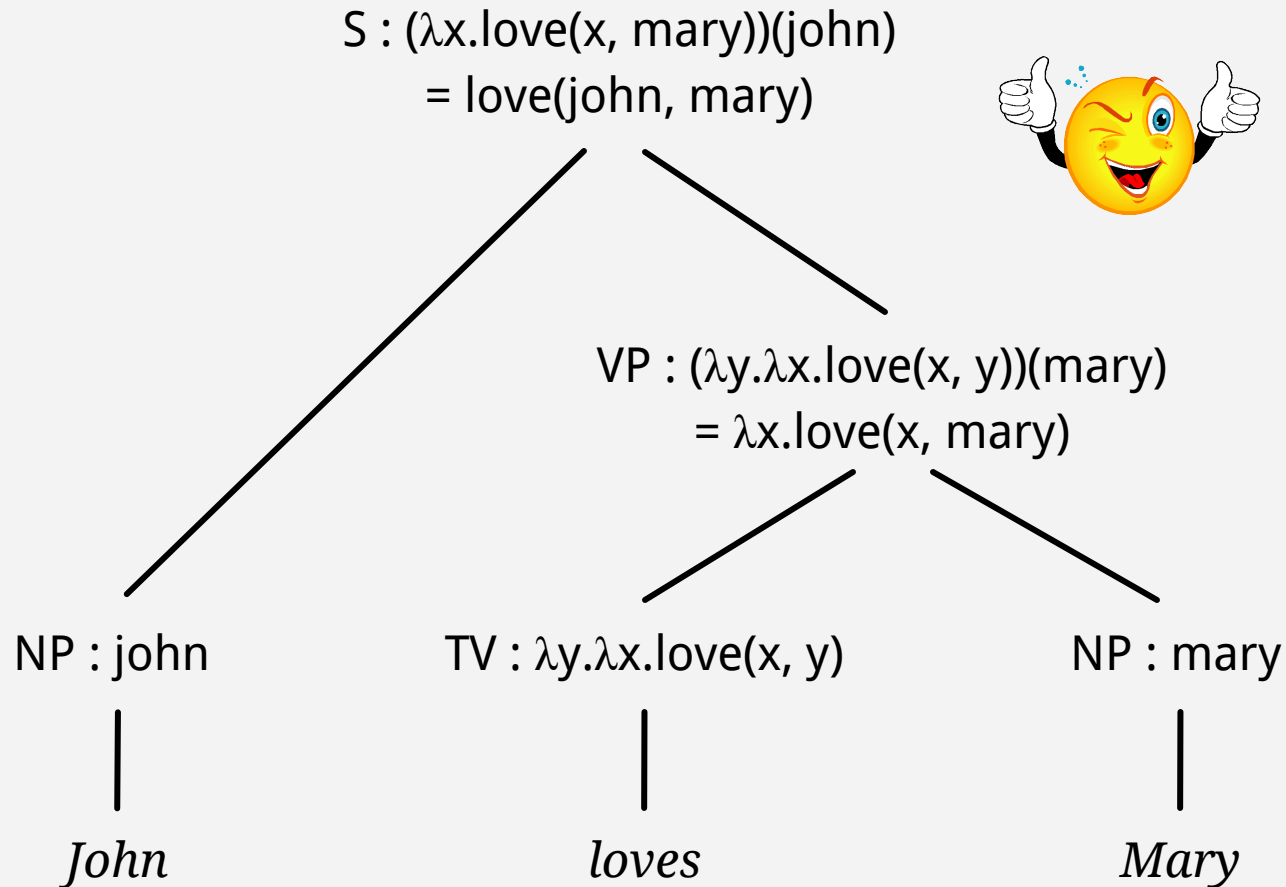 S : (λx.love(x, mary))(john)
= love(john, mary)
VP : (λy.λx.love(x, y))(mary)
= λx.love(x, mary)
NP : john
TV : λy.λx.love(x, y)
NP : mary
John
loves
Mary